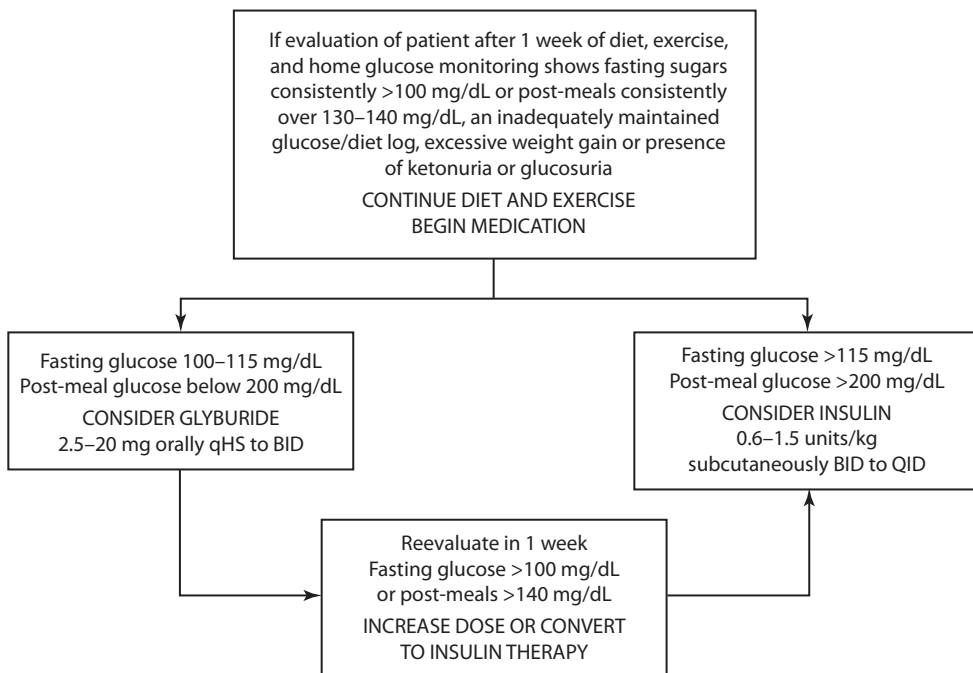 If evaluation of patient after 1 week of diet, exercise,
and home glucose monitoring shows fasting sugars
consistently >100 mg/dL or post-meals consistently
over 130–140 mg/dL, an inadequately maintained
glucose/diet log, excessive weight gain or presence
of ketonuria or glucosuria
CONTINUE DIET AND EXERCISE
BEGIN MEDICATION
Fasting glucose 100–115 mg/dL
Post-meal glucose below 200 mg/dL
CONSIDER GLYBURIDE
2.5–20 mg orally qHS to BID
Fasting glucose >115 mg/dL
Post-meal glucose >200 mg/dL
CONSIDER INSULIN
0.6–1.5 units/kg
subcutaneously BID to QID
Reevaluate in 1 week
Fasting glucose >100 mg/dL
or post-meals >140 mg/dL
INCREASE DOSE OR CONVERT
TO INSULIN THERAPY